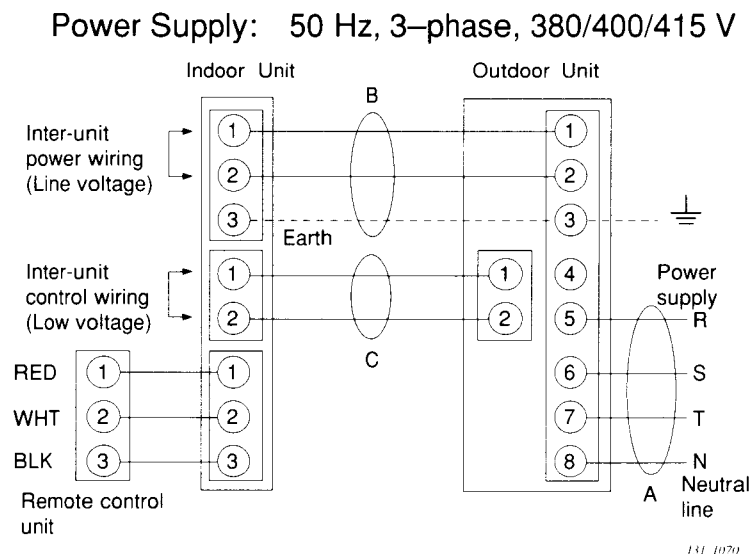 Power Supply: 50 Hz, 3–phase, 380/400/415 V
Indoor Unit
Outdoor Unit
B
Inter-unit
power wiring
(Line voltage)
1
2
3
1
2
3
Earth
Inter-unit
control wiring
(Low voltage)
1
2
1
2
4
5
Power
supply
R
C
RED
1
1
6
S
WHT
2
2
7
T
BLK
3
3
8
N
Neutral
line
A
Remote control
unit
131 1070